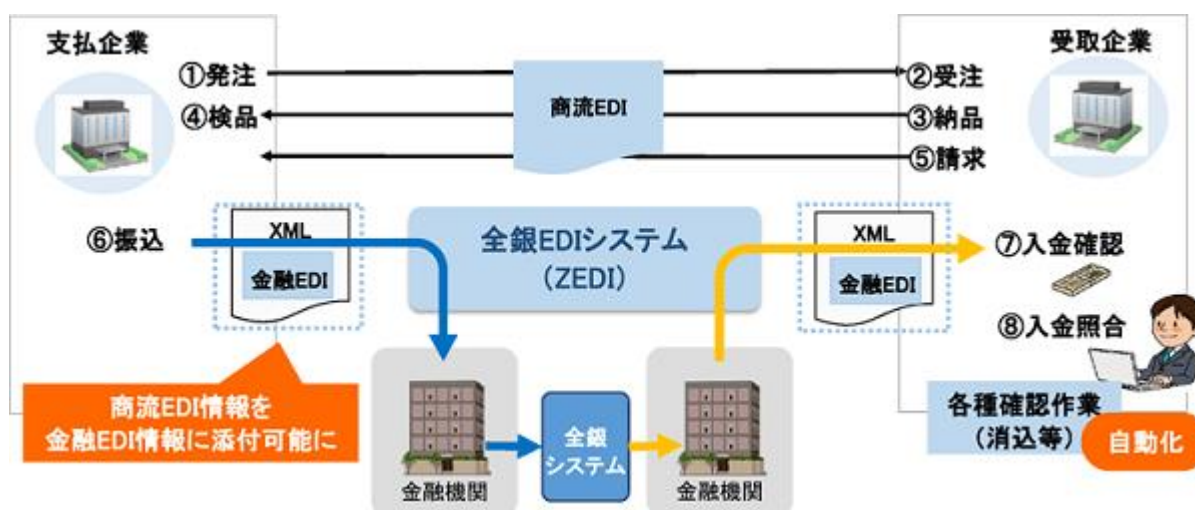 支払企業
受取企業
①発注
②受注
商流EDI
④検品
③納品
⑤請求
⑥振込
XML
金融EDI
全銀EDIシステム
（ZEDI）
XML
金融EDI
⑦入金確認
⑧入金照合
商流EDI情報を
金融EDI情報に添付可能に
金融機関
全銀
システム
金融機関
各種確認作業
（消込等）
自動化